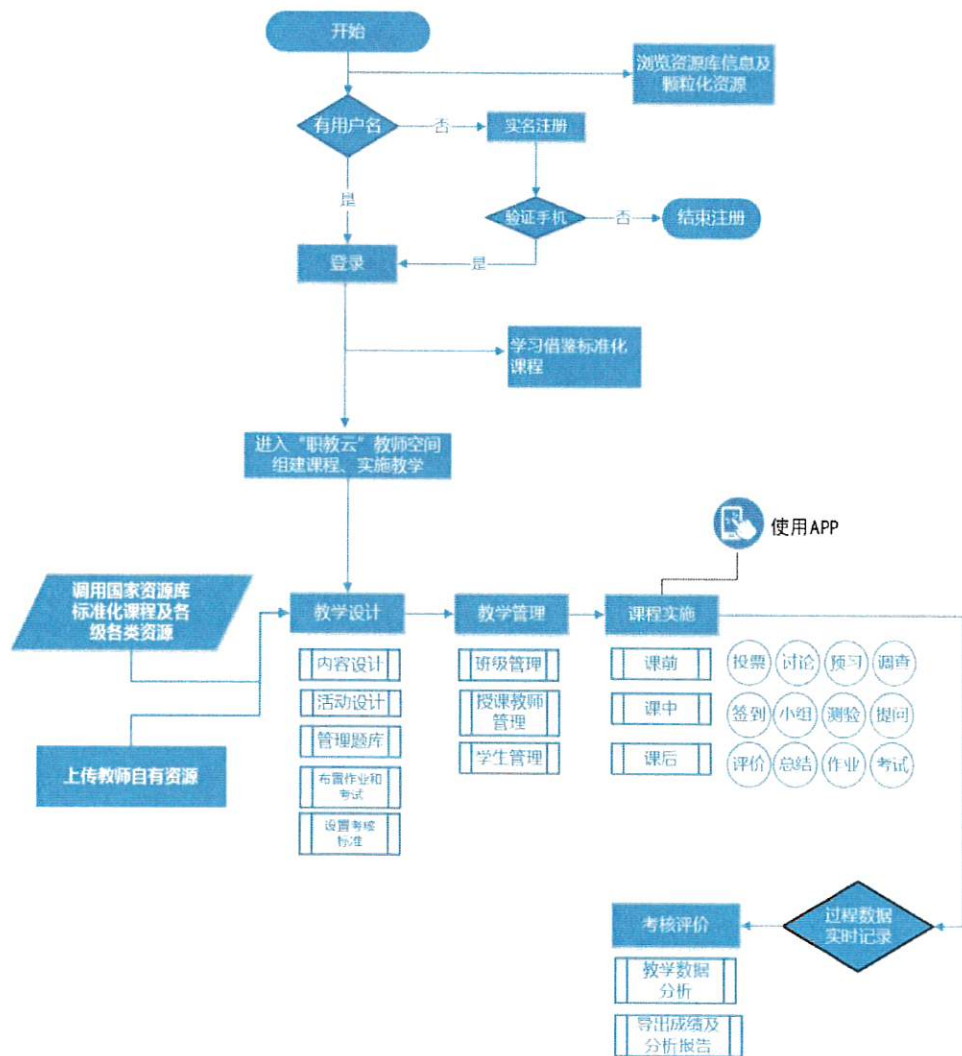 开始
浏览资源库信息及
颗粒化资源
有用户名
否
实名注册
是
验证手机
否
结束注册
登录
是
学习借鉴标准化
课程
进入“职教云”教师空间
组建课程、实施教学
使用APP
调用国家资源库
标准化课程及各
级各类资源
上传教师自有资源
教学设计
内容设计
活动设计
管理题库
布置作业和
考试
设置考核
标准
教学管理
班级管理
授课教师
管理
学生管理
课程实施
课前
投票 讨论 预习 调查
课中
签到 小组 测验 提问
课后
评价 总结 作业 考试
过程数据
实时记录
考核评价
教学数据
分析
导出成绩及
分析报告